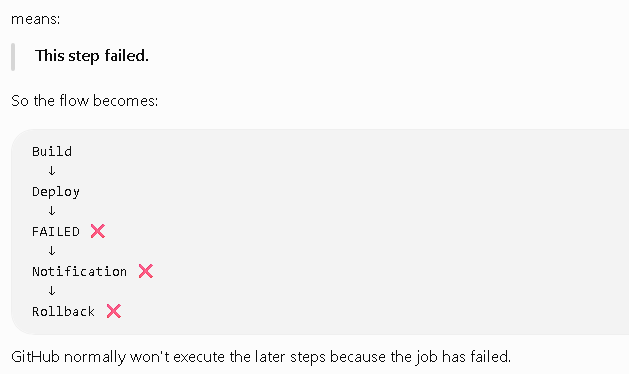 means:
This step failed.
So the flow becomes:
Build
↓
Deploy
↓
FAILED ❌
↓
Notification ❌
↓
Rollback ❌
GitHub normally won't execute the later steps because the job has failed.